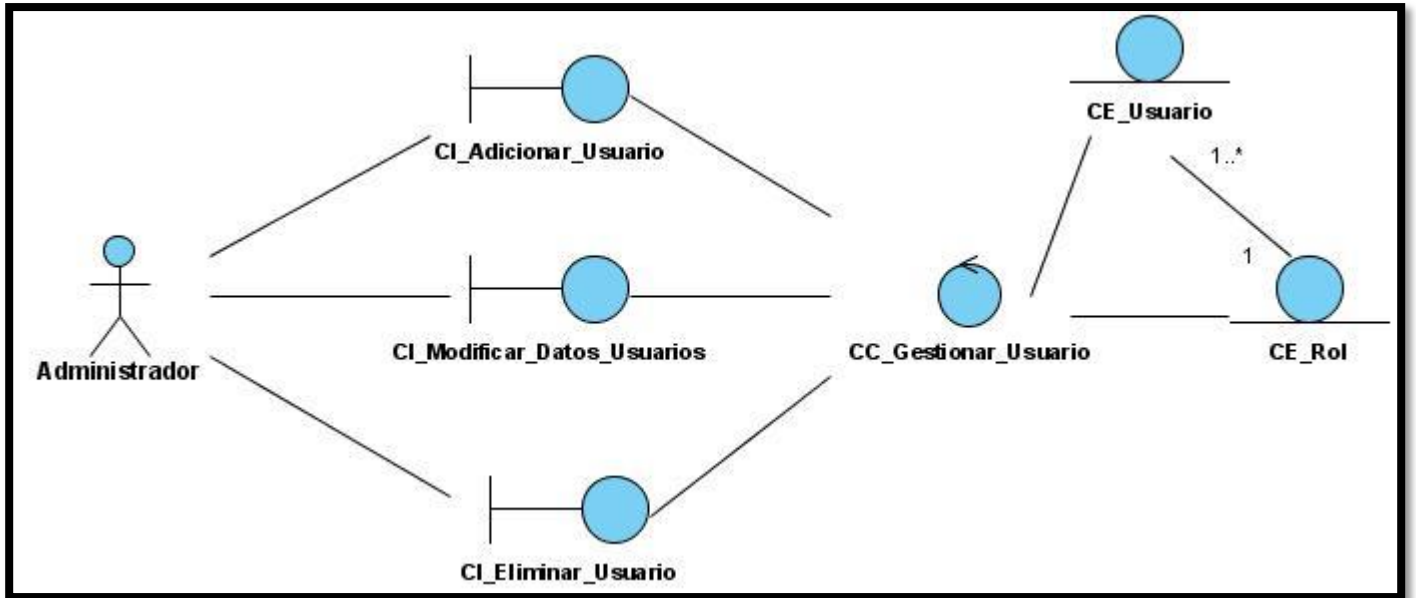 CE_Usuario
1..*
CI_Adicionar_Usuario
1
Administrador
CI_Modificar_Datos_Usuarios
CC_Gestionar_Usuario
CE_Rol
CI_Eliminar_Usuario